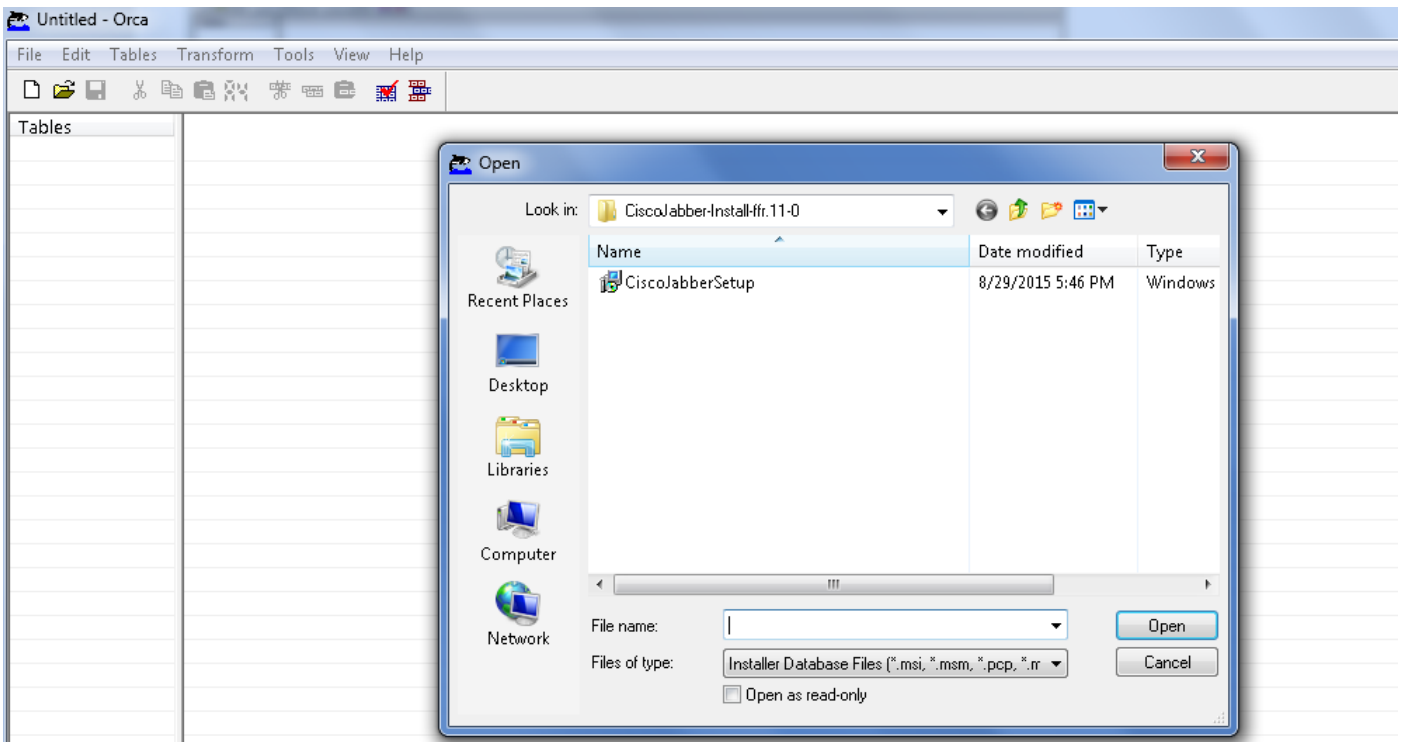 Untitled - Orca
File Edit Tables Transform Tools View Help
Tables
Open
Look in: CiscoJabber-Install-ffr.11-0
Name Date modified Type
CiscoJabberSetup 8/29/2015 5:46 PM Windows
Recent Places
Desktop
Libraries
Computer
Network
File name: Open
Files of type: Installer Database Files (*.msi, *.msm, *.pcp, *.m Cancel
Open as read-only